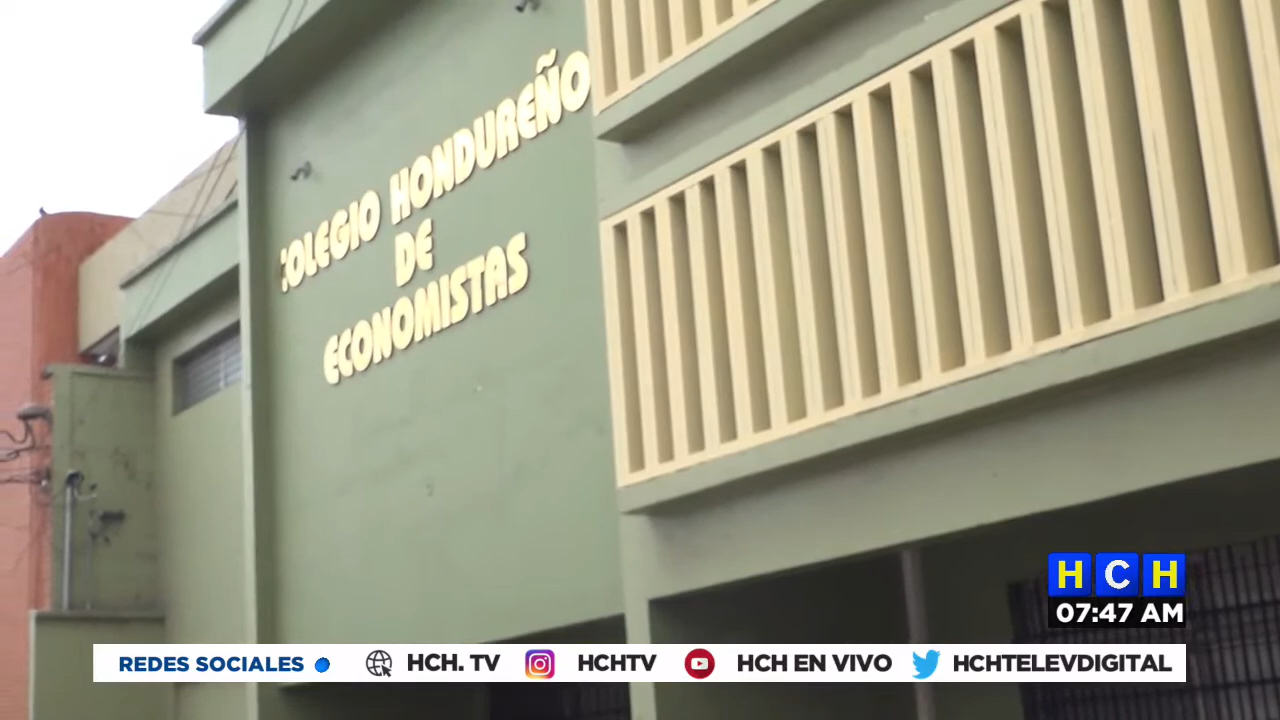 COLEGIO HONDUREÑO
DE
ECONOMISTAS
HCH
07:47 AM
REDES SOCIALES HCH. TV HCHTV HCH EN VIVO HCHTELEVDIGITAL